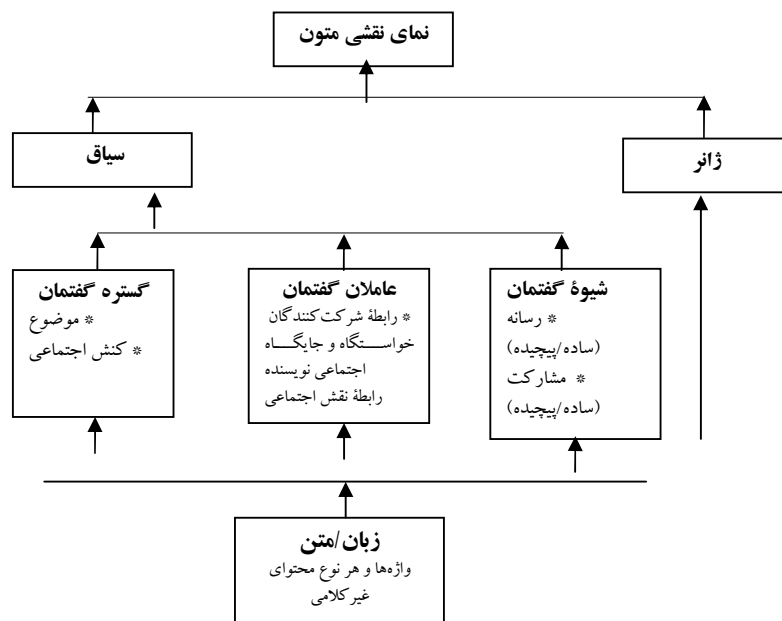 نمای نقشی متون
سیاق
ژانر
گستره گفتمان
* موضوع
* کنش اجتماعی
عاملان گفتمان
* رابطهٔ شرکت‌کنندگان
خواستگاه و جایگاه
اجتماعی نویسنده
رابطهٔ نقش اجتماعی
شیوهٔ گفتمان
* رسانه
(ساده/پیچیده)
* مشارکت
(ساده/پیچیده)
زبان/متن
واژه‌ها و هر نوع محتوای
غیرکلامی